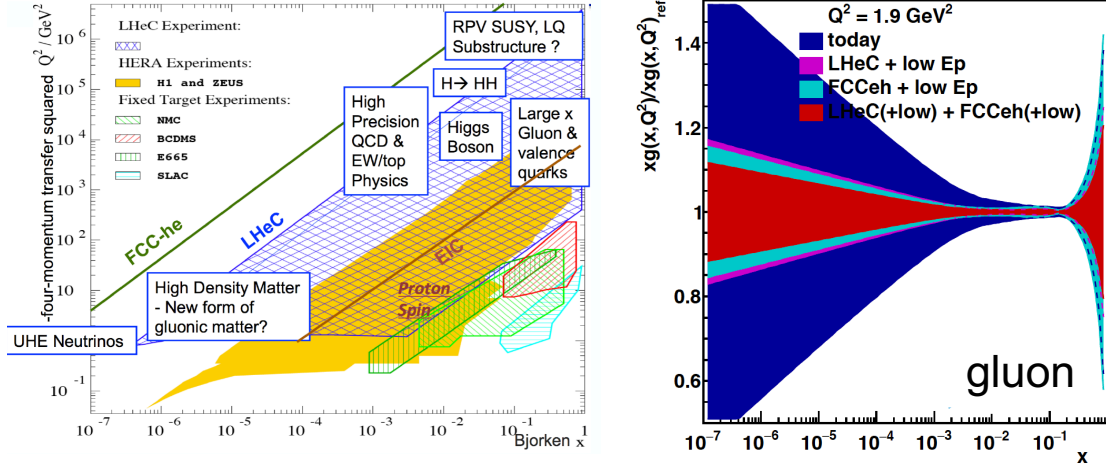 -four-momentum transfer squared Q² / GeV²
10⁶
10⁵
10⁴
10³
10²
10
1
10⁻¹
LHeC Experiment:
HERA Experiments:
H1 and ZEUS
Fixed Target Experiments:
NMC
BCDMS
E665
SLAC
RPV SUSY, LQ
Substructure ?
H→ HH
High
Precision
QCD &
EW/top
Physics
Higgs
Boson
Large x
Gluon &
valence
quarks
FCC-he
LHeC
EIC
Proton
Spin
High Density Matter
- New form of
gluonic matter?
UHE Neutrinos
10⁻⁷ 10⁻⁶ 10⁻⁵ 10⁻⁴ 10⁻³ 10⁻² 10⁻¹ 1
Bjorken x
xg(x,Q²)/xg(x,Q²)ref
1.4
1.2
1
0.8
0.6
Q² = 1.9 GeV²
today
LHeC + low Ep
FCCeh + low Ep
LHeC(+low) + FCCeh(+low)
gluon
10⁻⁷ 10⁻⁶ 10⁻⁵ 10⁻⁴ 10⁻³ 10⁻² 10⁻¹
x